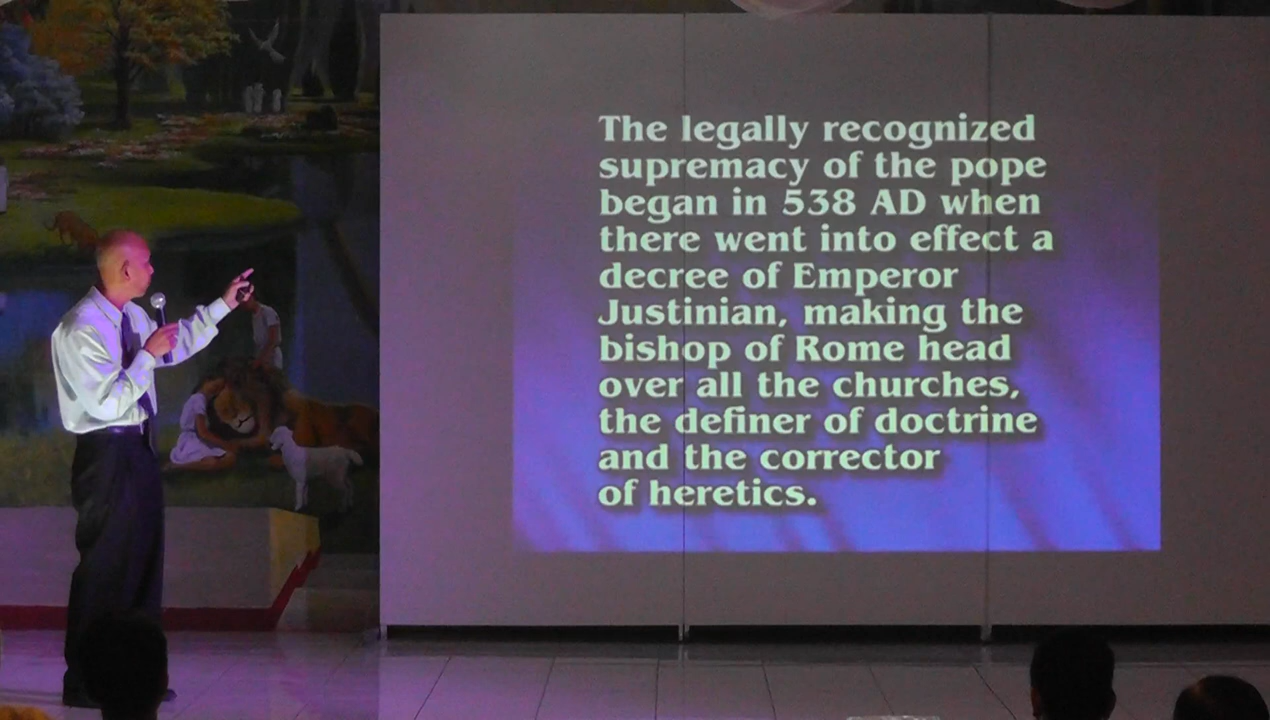 The legally recognized
supremacy of the pope
began in 538 AD when
there went into effect a
decree of Emperor
Justinian, making the
bishop of Rome head
over all the churches,
the definer of doctrine
and the corrector
of heretics.